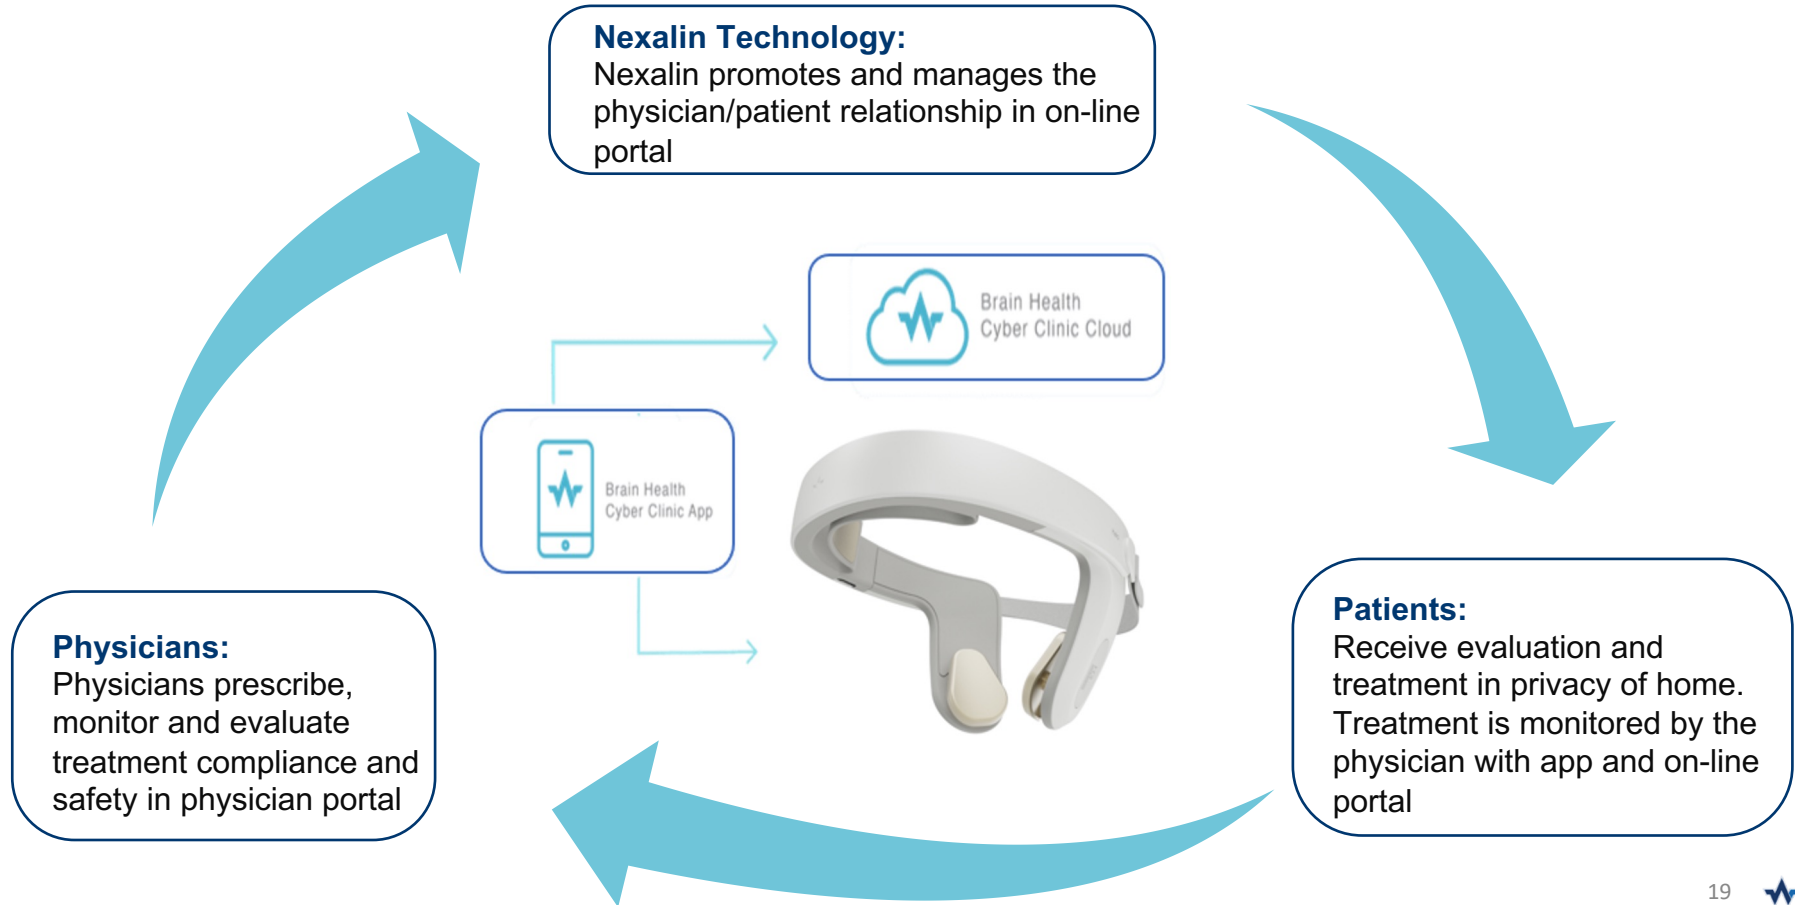 Nexalin Technology:
Nexalin promotes and manages the
physician/patient relationship in on-line
portal
Brain Health
Cyber Clinic Cloud
Brain Health
Cyber Clinic App
Physicians:
Physicians prescribe,
monitor and evaluate
treatment compliance and
safety in physician portal
Patients:
Receive evaluation and
treatment in privacy of home.
Treatment is monitored by the
physician with app and on-line
portal
19